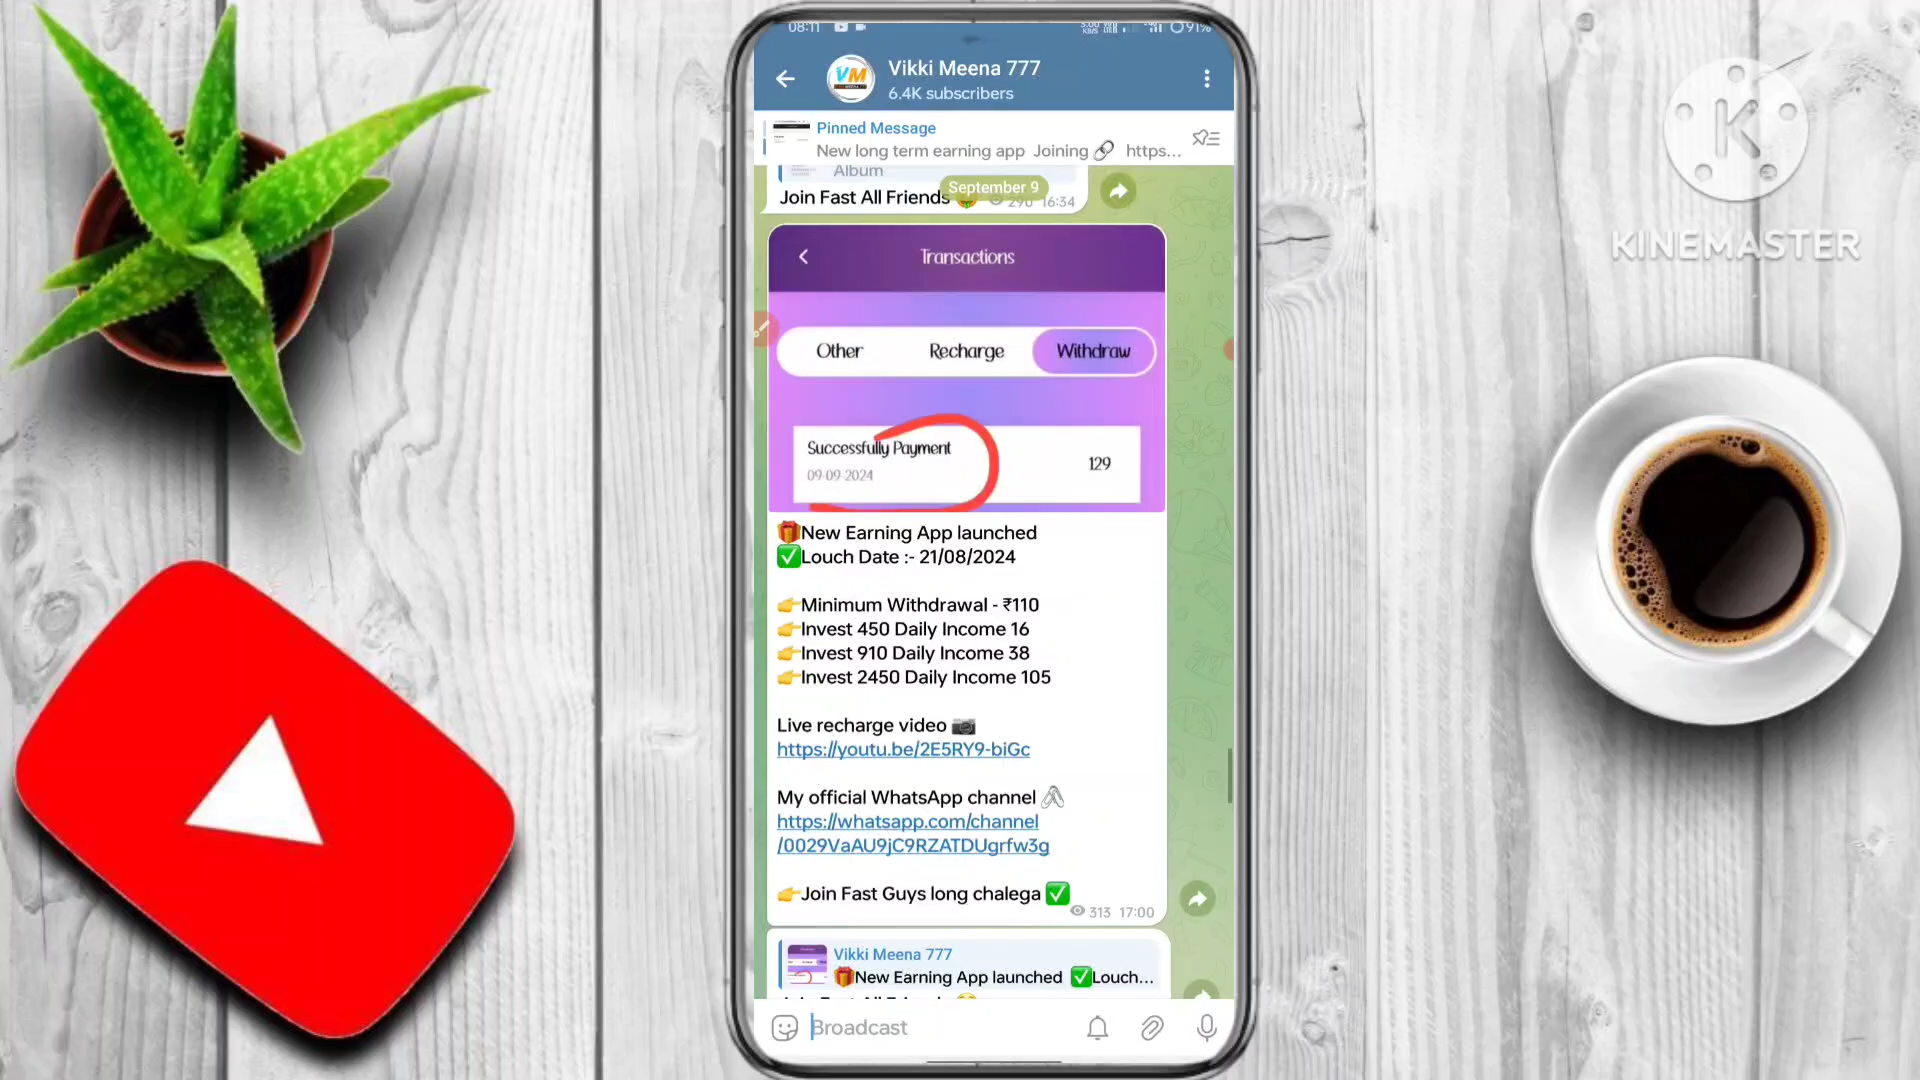 08:11
91%
Vikki Meena 777
6.4K subscribers
Pinned Message
New long term earning app Joining https...
Album
September 9
Join Fast All Friends
290 16:34
Transactions
Other Recharge Withdraw
Successfully Payment
09-09-2024
129
🎁New Earning App launched
✅Louch Date :- 21/08/2024
👉Minimum Withdrawal - ₹110
👉Invest 450 Daily Income 16
👉Invest 910 Daily Income 38
👉Invest 2450 Daily Income 105
Live recharge video 📷
https://youtu.be/2E5RY9-biGc
My official WhatsApp channel 🖇️
https://whatsapp.com/channel
/0029VaAU9jC9RZATDUgrfw3g
👉Join Fast Guys long chalega ✅
313 17:00
Vikki Meena 777
🎁New Earning App launched ✅Louch...
Broadcast
VM
K
KINEMASTER